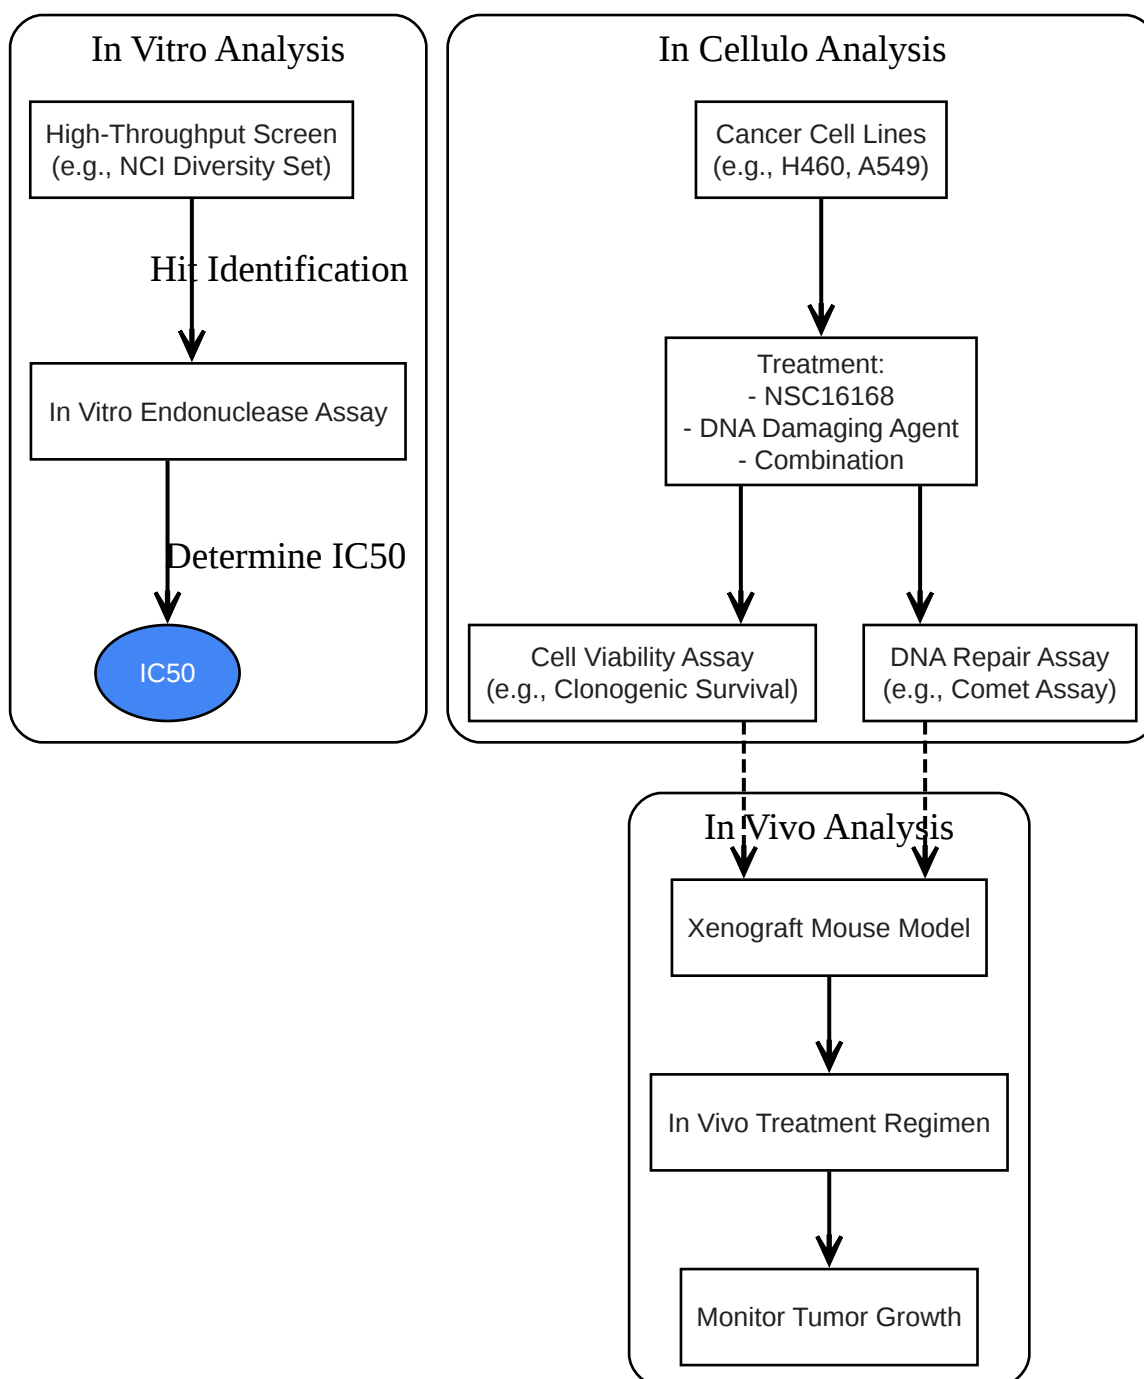 In Vitro Analysis
High-Throughput Screen
(e.g., NCI Diversity Set)
Hit Identification
In Vitro Endonuclease Assay
Determine IC50
IC50
In Cellulo Analysis
Cancer Cell Lines
(e.g., H460, A549)
Treatment:
- NSC16168
- DNA Damaging Agent
- Combination
Cell Viability Assay
(e.g., Clonogenic Survival)
DNA Repair Assay
(e.g., Comet Assay)
In Vivo Analysis
Xenograft Mouse Model
In Vivo Treatment Regimen
Monitor Tumor Growth